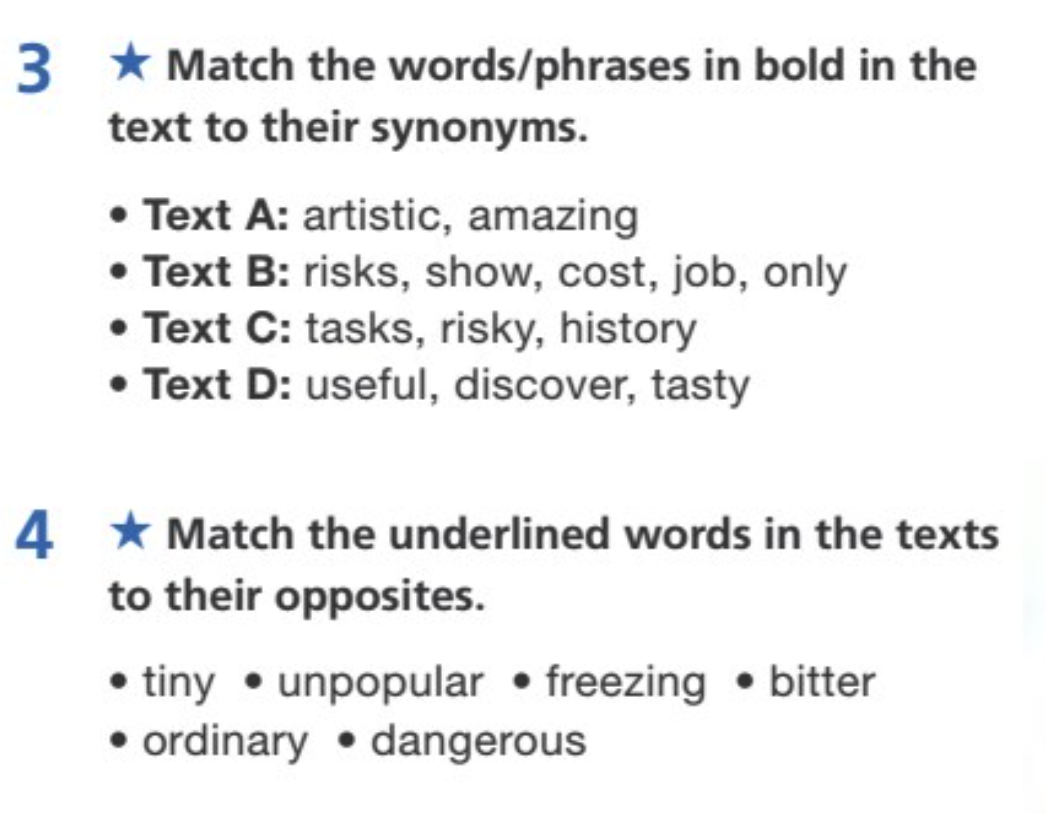 3 ★ Match the words/phrases in bold in the
text to their synonyms.
• Text A: artistic, amazing
• Text B: risks, show, cost, job, only
• Text C: tasks, risky, history
• Text D: useful, discover, tasty
4 ★ Match the underlined words in the texts
to their opposites.
• tiny • unpopular • freezing • bitter
• ordinary • dangerous